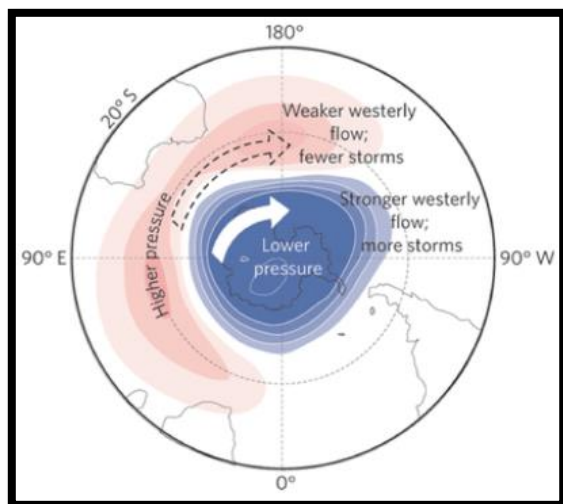 180°
20° S
Weaker westerly
flow;
fewer storms
Higher pressure
Stronger westerly
flow;
more storms
Lower
pressure
90° E
90° W
0°